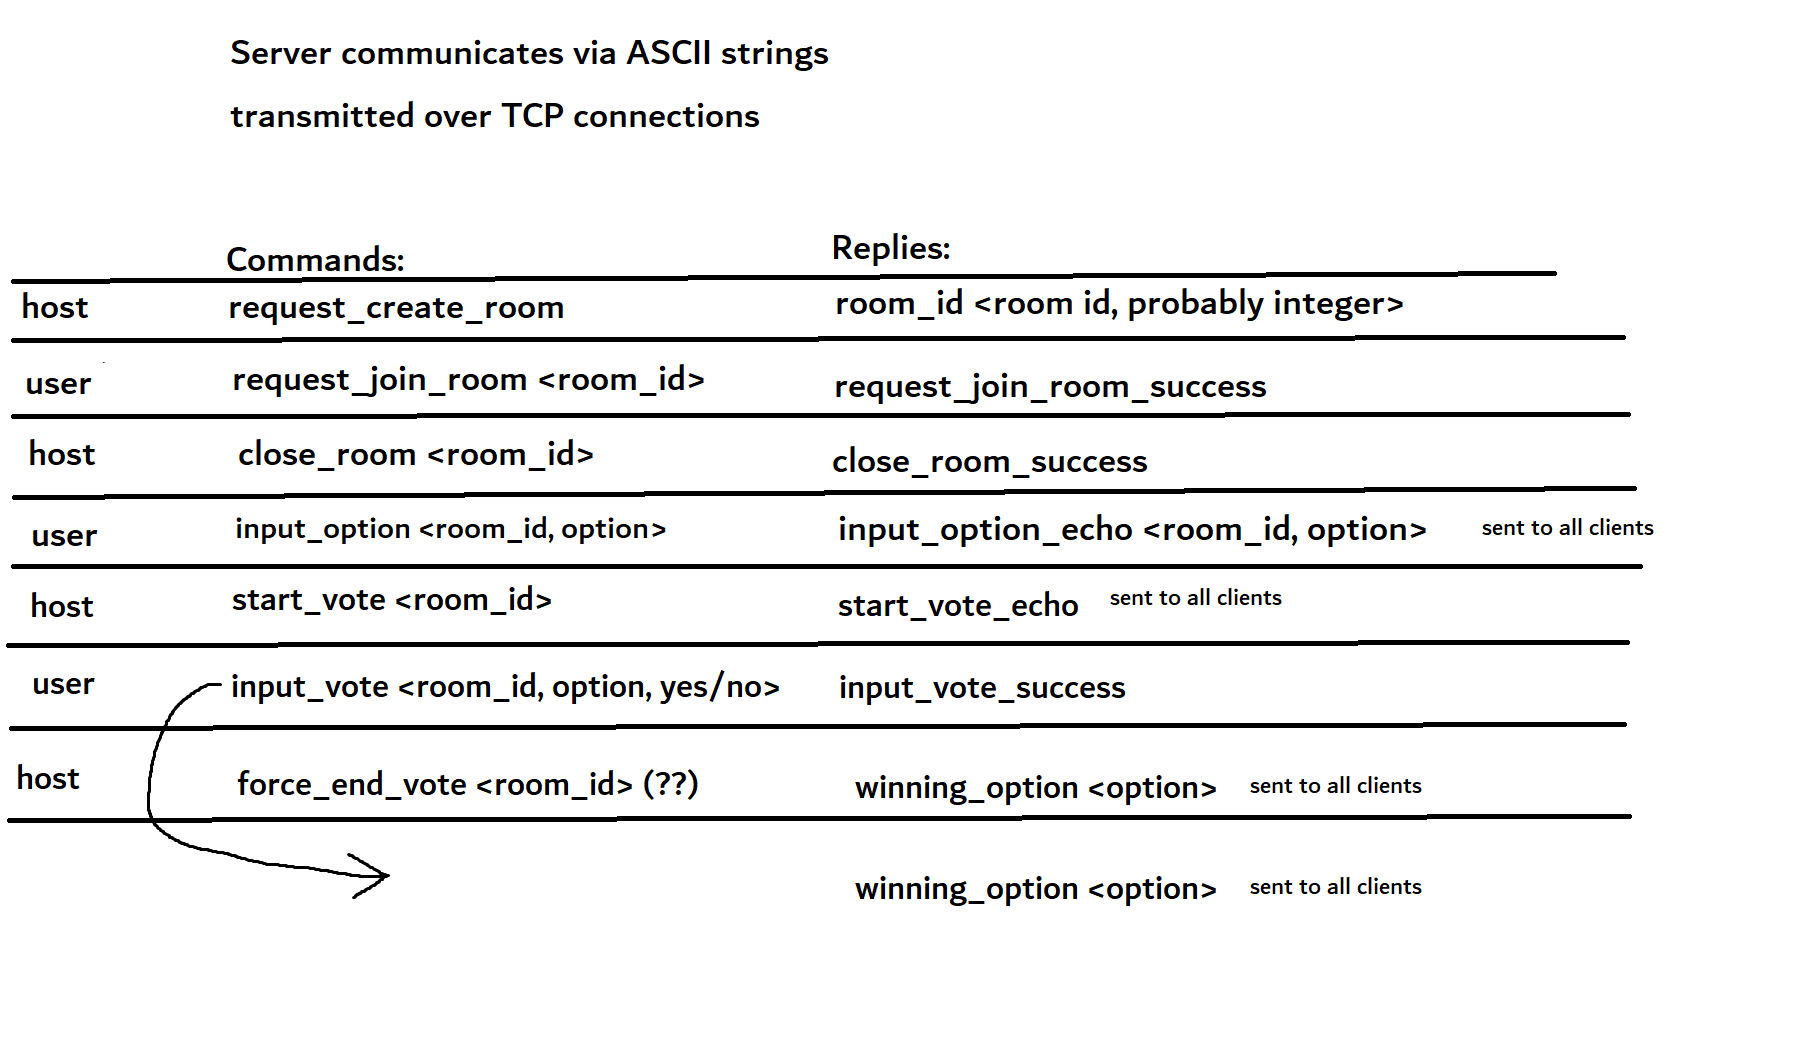 Server communicates via ASCII strings
transmitted over TCP connections
Commands: Replies:
host request_create_room room_id <room id, probably integer>
user request_join_room <room_id> request_join_room_success
host close_room <room_id> close_room_success
user input_option <room_id, option> input_option_echo <room_id, option> sent to all clients
host start_vote <room_id> start_vote_echo sent to all clients
user input_vote <room_id, option, yes/no> input_vote_success
host force_end_vote <room_id> (??) winning_option <option> sent to all clients
winning_option <option> sent to all clients